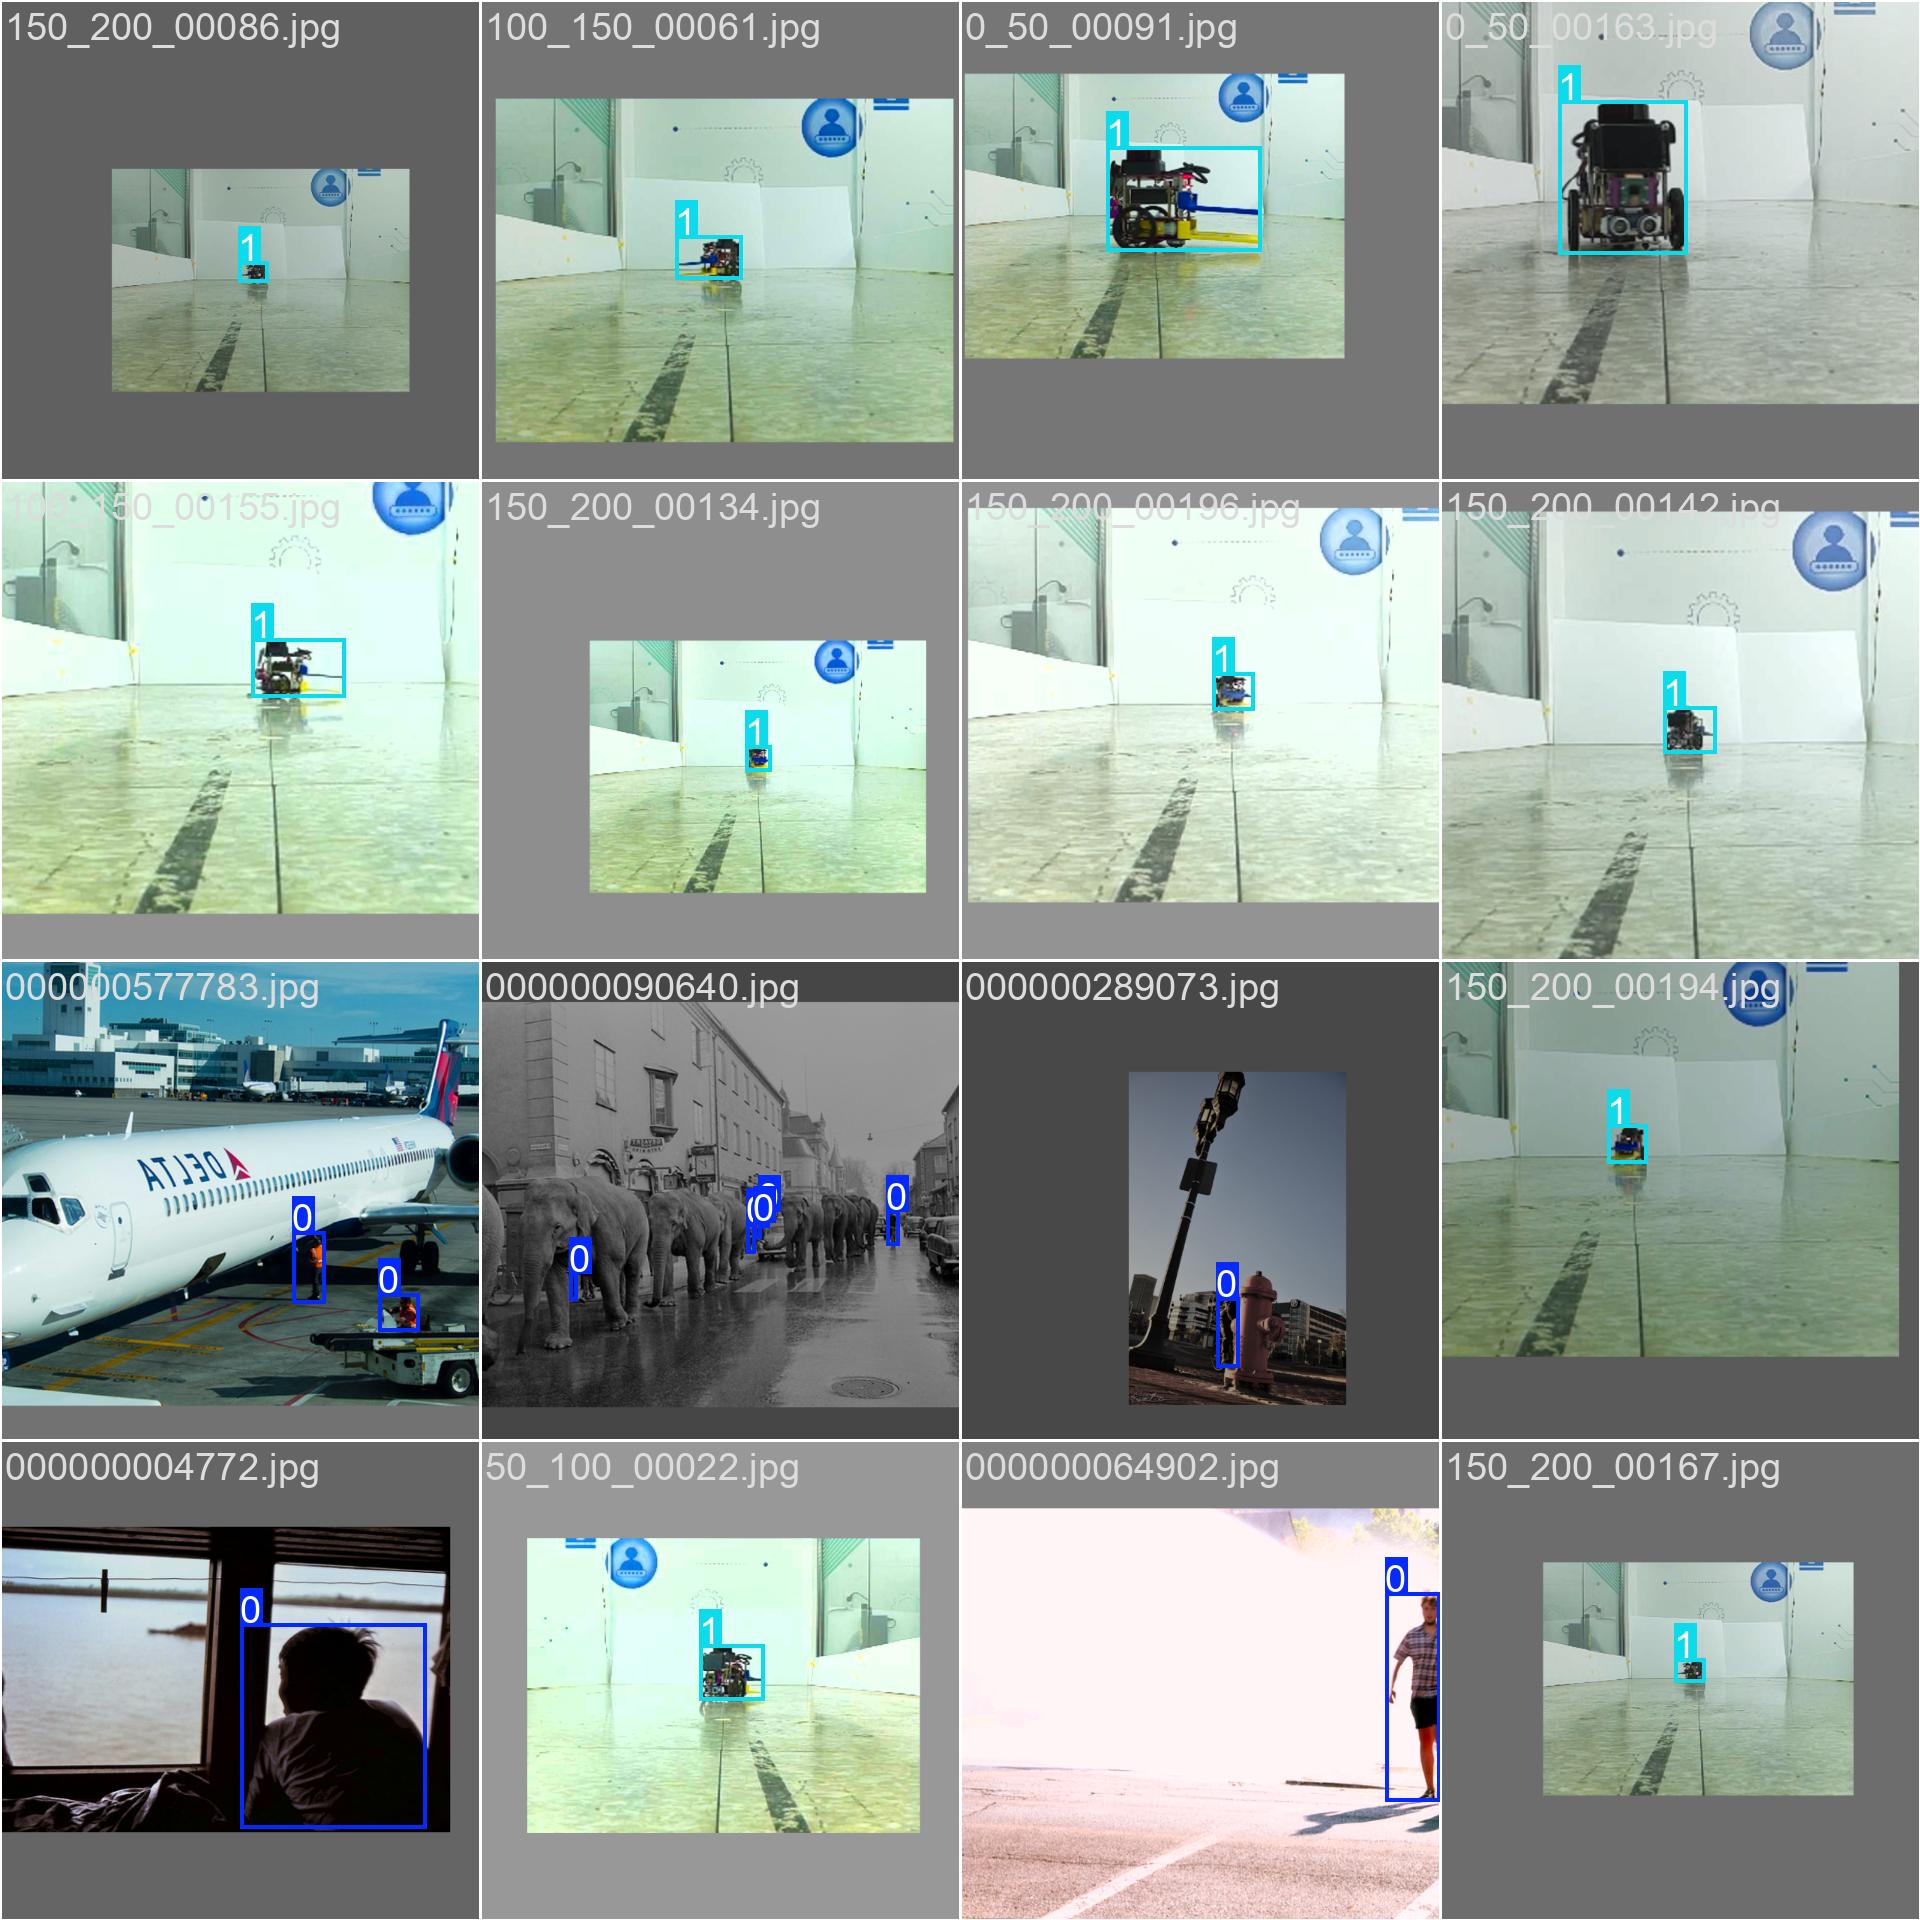 150_200_00086.jpg
100_150_00061.jpg
0_50_00091.jpg
0_50_00163.jpg
1
1
1
1
100_150_00155.jpg
150_200_00134.jpg
150_200_00196.jpg
150_200_00142.jpg
1
1
1
1
000000577783.jpg
000000090640.jpg
000000289073.jpg
150_200_00194.jpg
1
DELTA
0
0
0
0
0
0
0
000000004772.jpg
50_100_00022.jpg
000000064902.jpg
150_200_00167.jpg
0
1
0
1